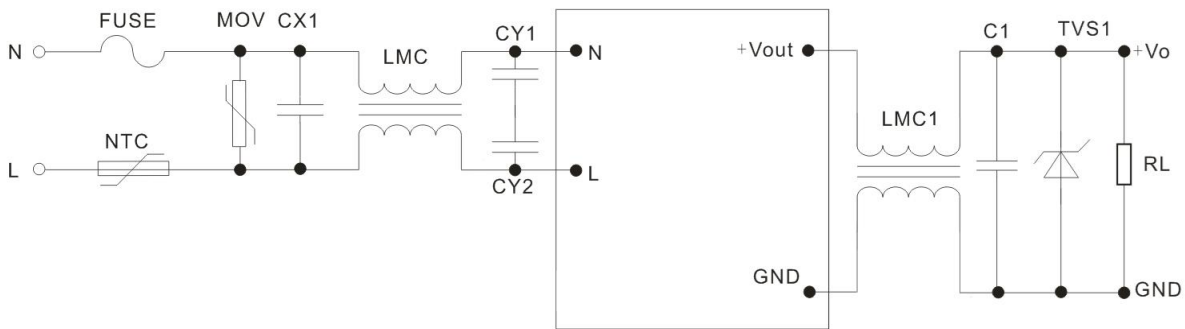 FUSE
MOV
CX1
N
LMC
CY1
N
NTC
L
CY2
L
+Vout
GND
LMC1
C1
TVS1
+Vo
RL
GND